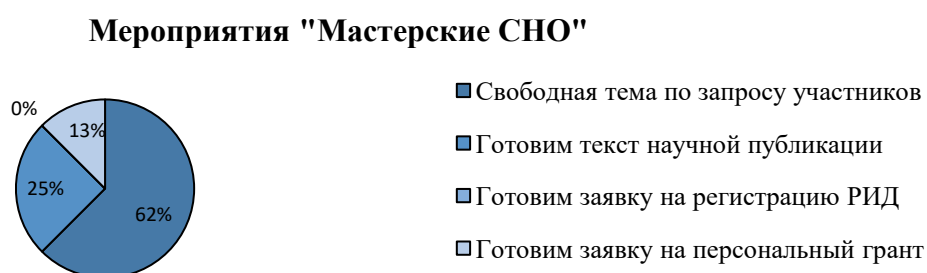 Мероприятия "Мастерские СНО"
0%
13%
25%
62%
Свободная тема по запросу участников
Готовим текст научной публикации
Готовим заявку на регистрацию РИД
Готовим заявку на персональный грант